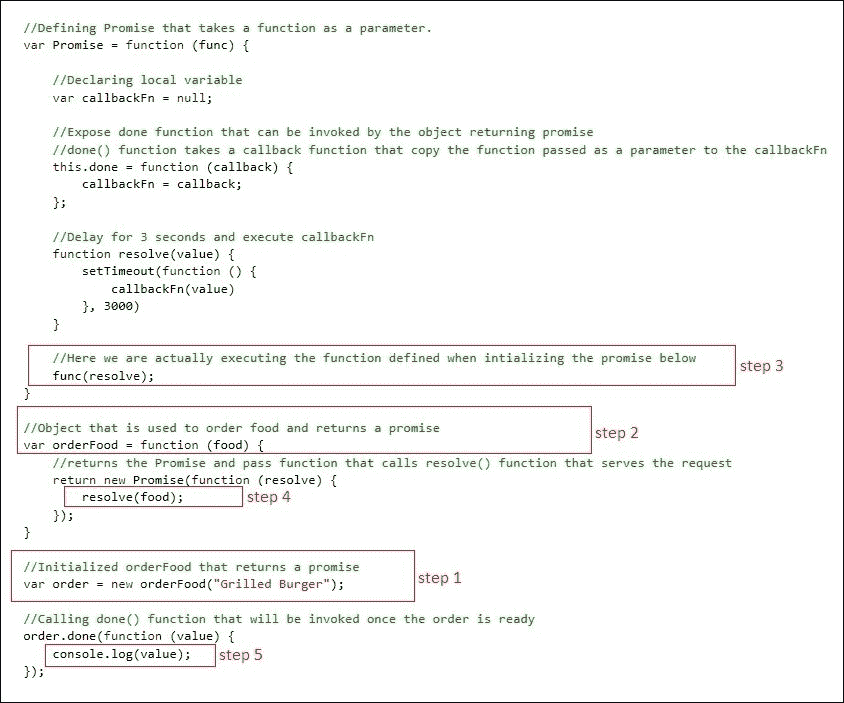 //Defining Promise that takes a function as a parameter.
var Promise = function (func) {
//Declaring local variable
var callbackFn = null;
//Expose done function that can be invoked by the object returning promise
//done() function takes a callback function that copy the function passed as a parameter to the callbackFn
this.done = function (callback) {
callbackFn = callback;
};
//Delay for 3 seconds and execute callbackFn
function resolve(value) {
setTimeout(function () {
callbackFn(value)
}, 3000)
}
//Here we are actually executing the function defined when intializing the promise below
step 3
func(resolve);
}
//Object that is used to order food and returns a promise
step 2
var orderFood = function (food) {
//returns the Promise and pass function that calls resolve() function that serves the request
return new Promise(function (resolve) {
resolve(food); step 4
});
}
//Initialized orderFood that returns a promise
step 1
var order = new orderFood("Grilled Burger");
//Calling done() function that will be invoked once the order is ready
order.done(function (value) {
console.log(value); step 5
});